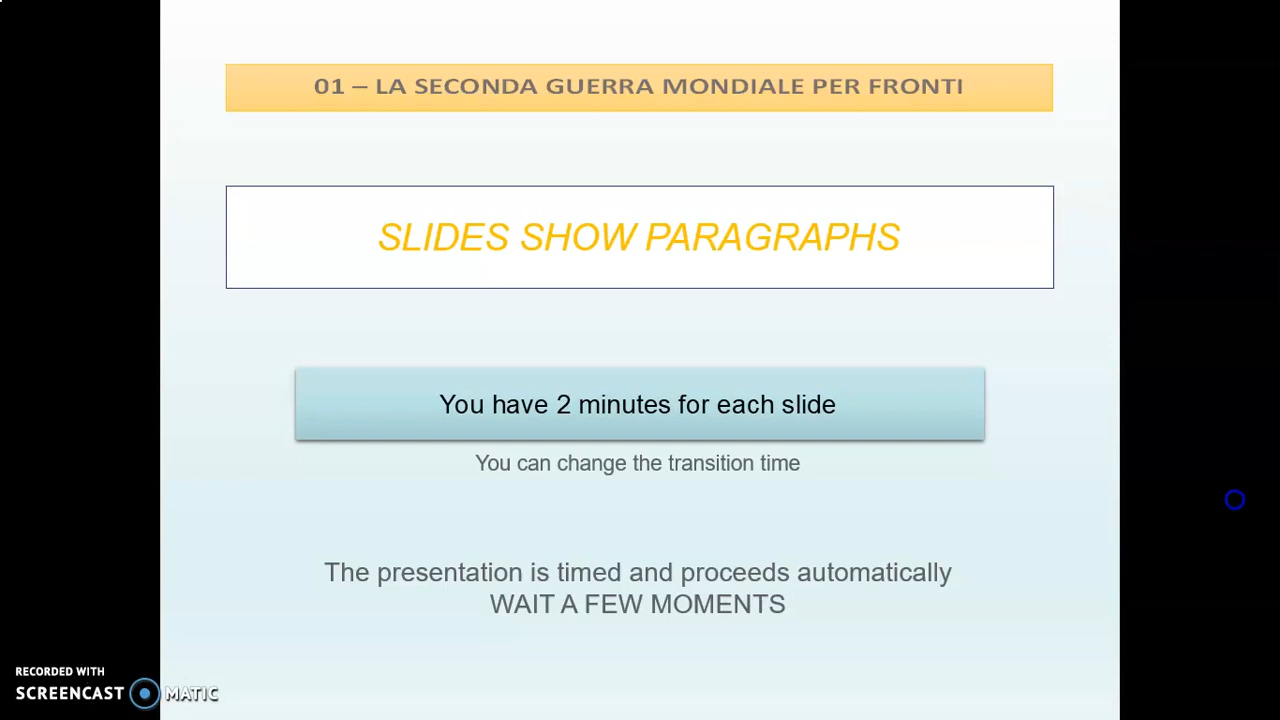 01 – LA SECONDA GUERRA MONDIALE PER FRONTI
SLIDES SHOW PARAGRAPHS
You have 2 minutes for each slide
You can change the transition time
The presentation is timed and proceeds automatically
WAIT A FEW MOMENTS
RECORDED WITH
SCREENCAST MATIC